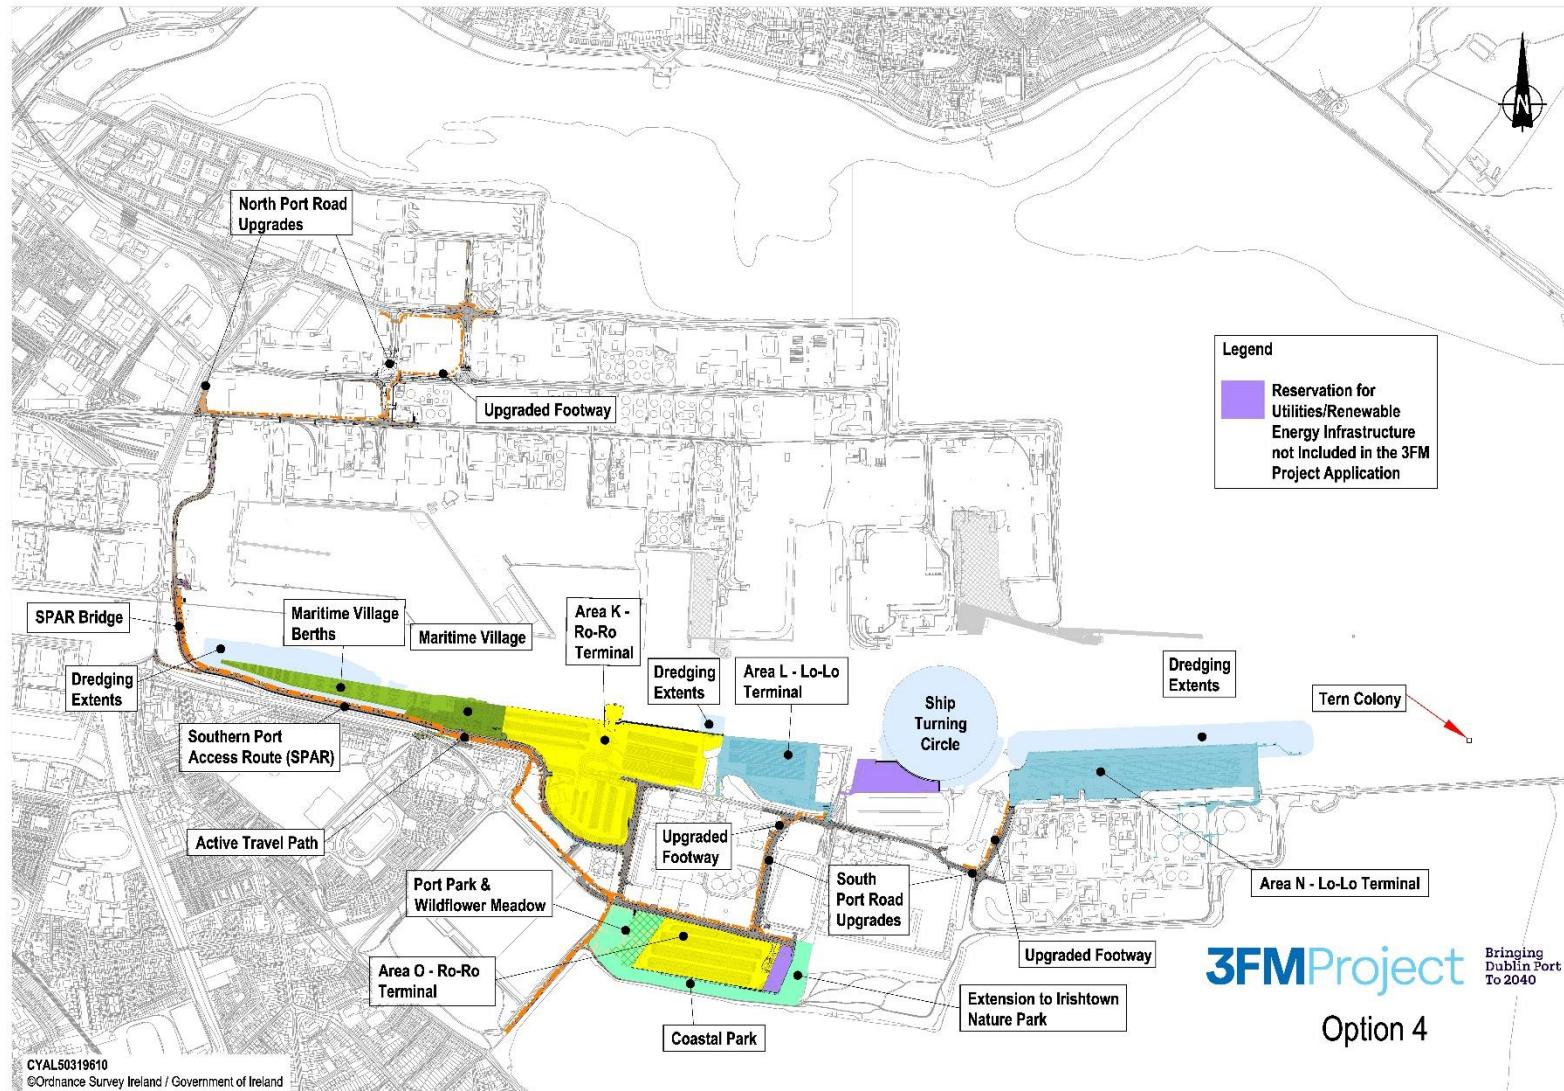 N
North Port Road
Upgrades
Upgraded Footway
Legend
Reservation for
Utilities/Renewable
Energy Infrastructure
not Included in the 3FM
Project Application
SPAR Bridge
Maritime Village
Berths
Maritime Village
Area K -
Ro-Ro
Terminal
Dredging
Extents
Dredging
Extents
Area L - Lo-Lo
Terminal
Ship
Turning
Circle
Dredging
Extents
Tern Colony
Southern Port
Access Route (SPAR)
Active Travel Path
Upgraded
Footway
Port Park &
Wildflower Meadow
South
Port Road
Upgrades
Area N - Lo-Lo Terminal
Area O - Ro-Ro
Terminal
Upgraded Footway
Extension to Irishtown
Nature Park
Coastal Park
3FMProject
Bringing
Dublin Port
To 2040
Option 4
CYAL50319610
©Ordnance Survey Ireland / Government of Ireland